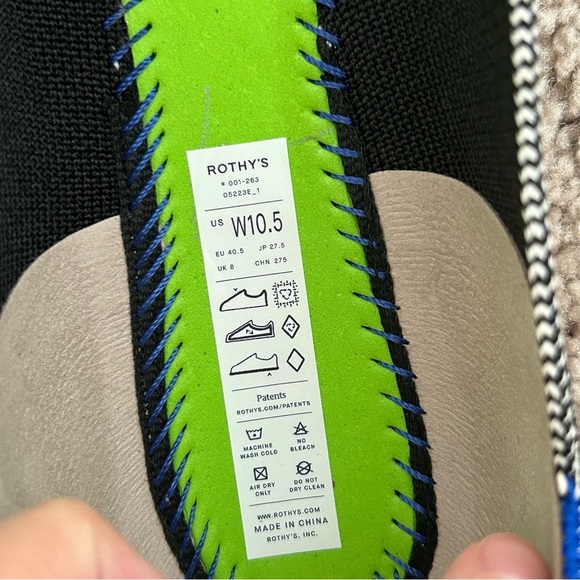 ROTHY'S
# 001-263
05223E_1
US W10.5
EU 40.5 JP 27.5
UK 8 CHN 275
Patents
ROTHYS.COM/PATENTS
MACHINE WASH COLD
NO BLEACH
AIR DRY ONLY
DO NOT DRY CLEAN
WWW.ROTHYS.COM
MADE IN CHINA
ROTHY'S, INC.